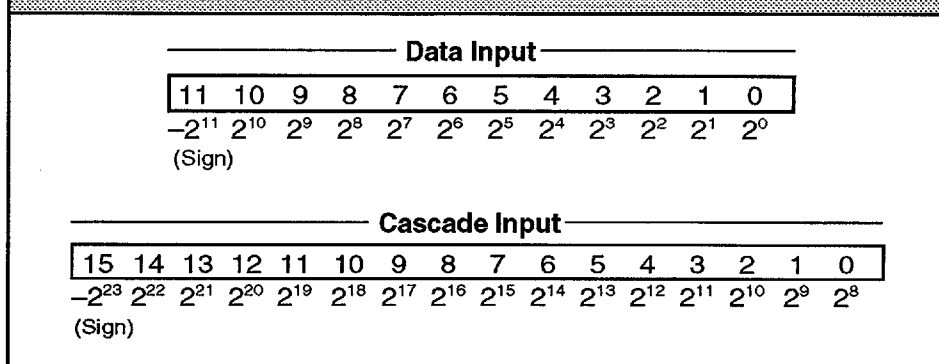 Data Input
11 10 9 8 7 6 5 4 3 2 1 0
–2¹¹ 2¹⁰ 2⁹ 2⁸ 2⁷ 2⁶ 2⁵ 2⁴ 2³ 2² 2¹ 2⁰
(Sign)
Cascade Input
15 14 13 12 11 10 9 8 7 6 5 4 3 2 1 0
–2²³ 2²² 2²¹ 2²⁰ 2¹⁹ 2¹⁸ 2¹⁷ 2¹⁶ 2¹⁵ 2¹⁴ 2¹³ 2¹² 2¹¹ 2¹⁰ 2⁹ 2⁸
(Sign)